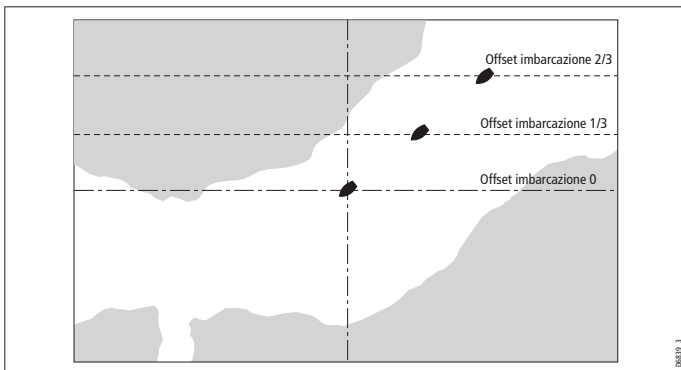 Offset imbarcazione 2/3
Offset imbarcazione 1/3
Offset imbarcazione 0
D6839_3